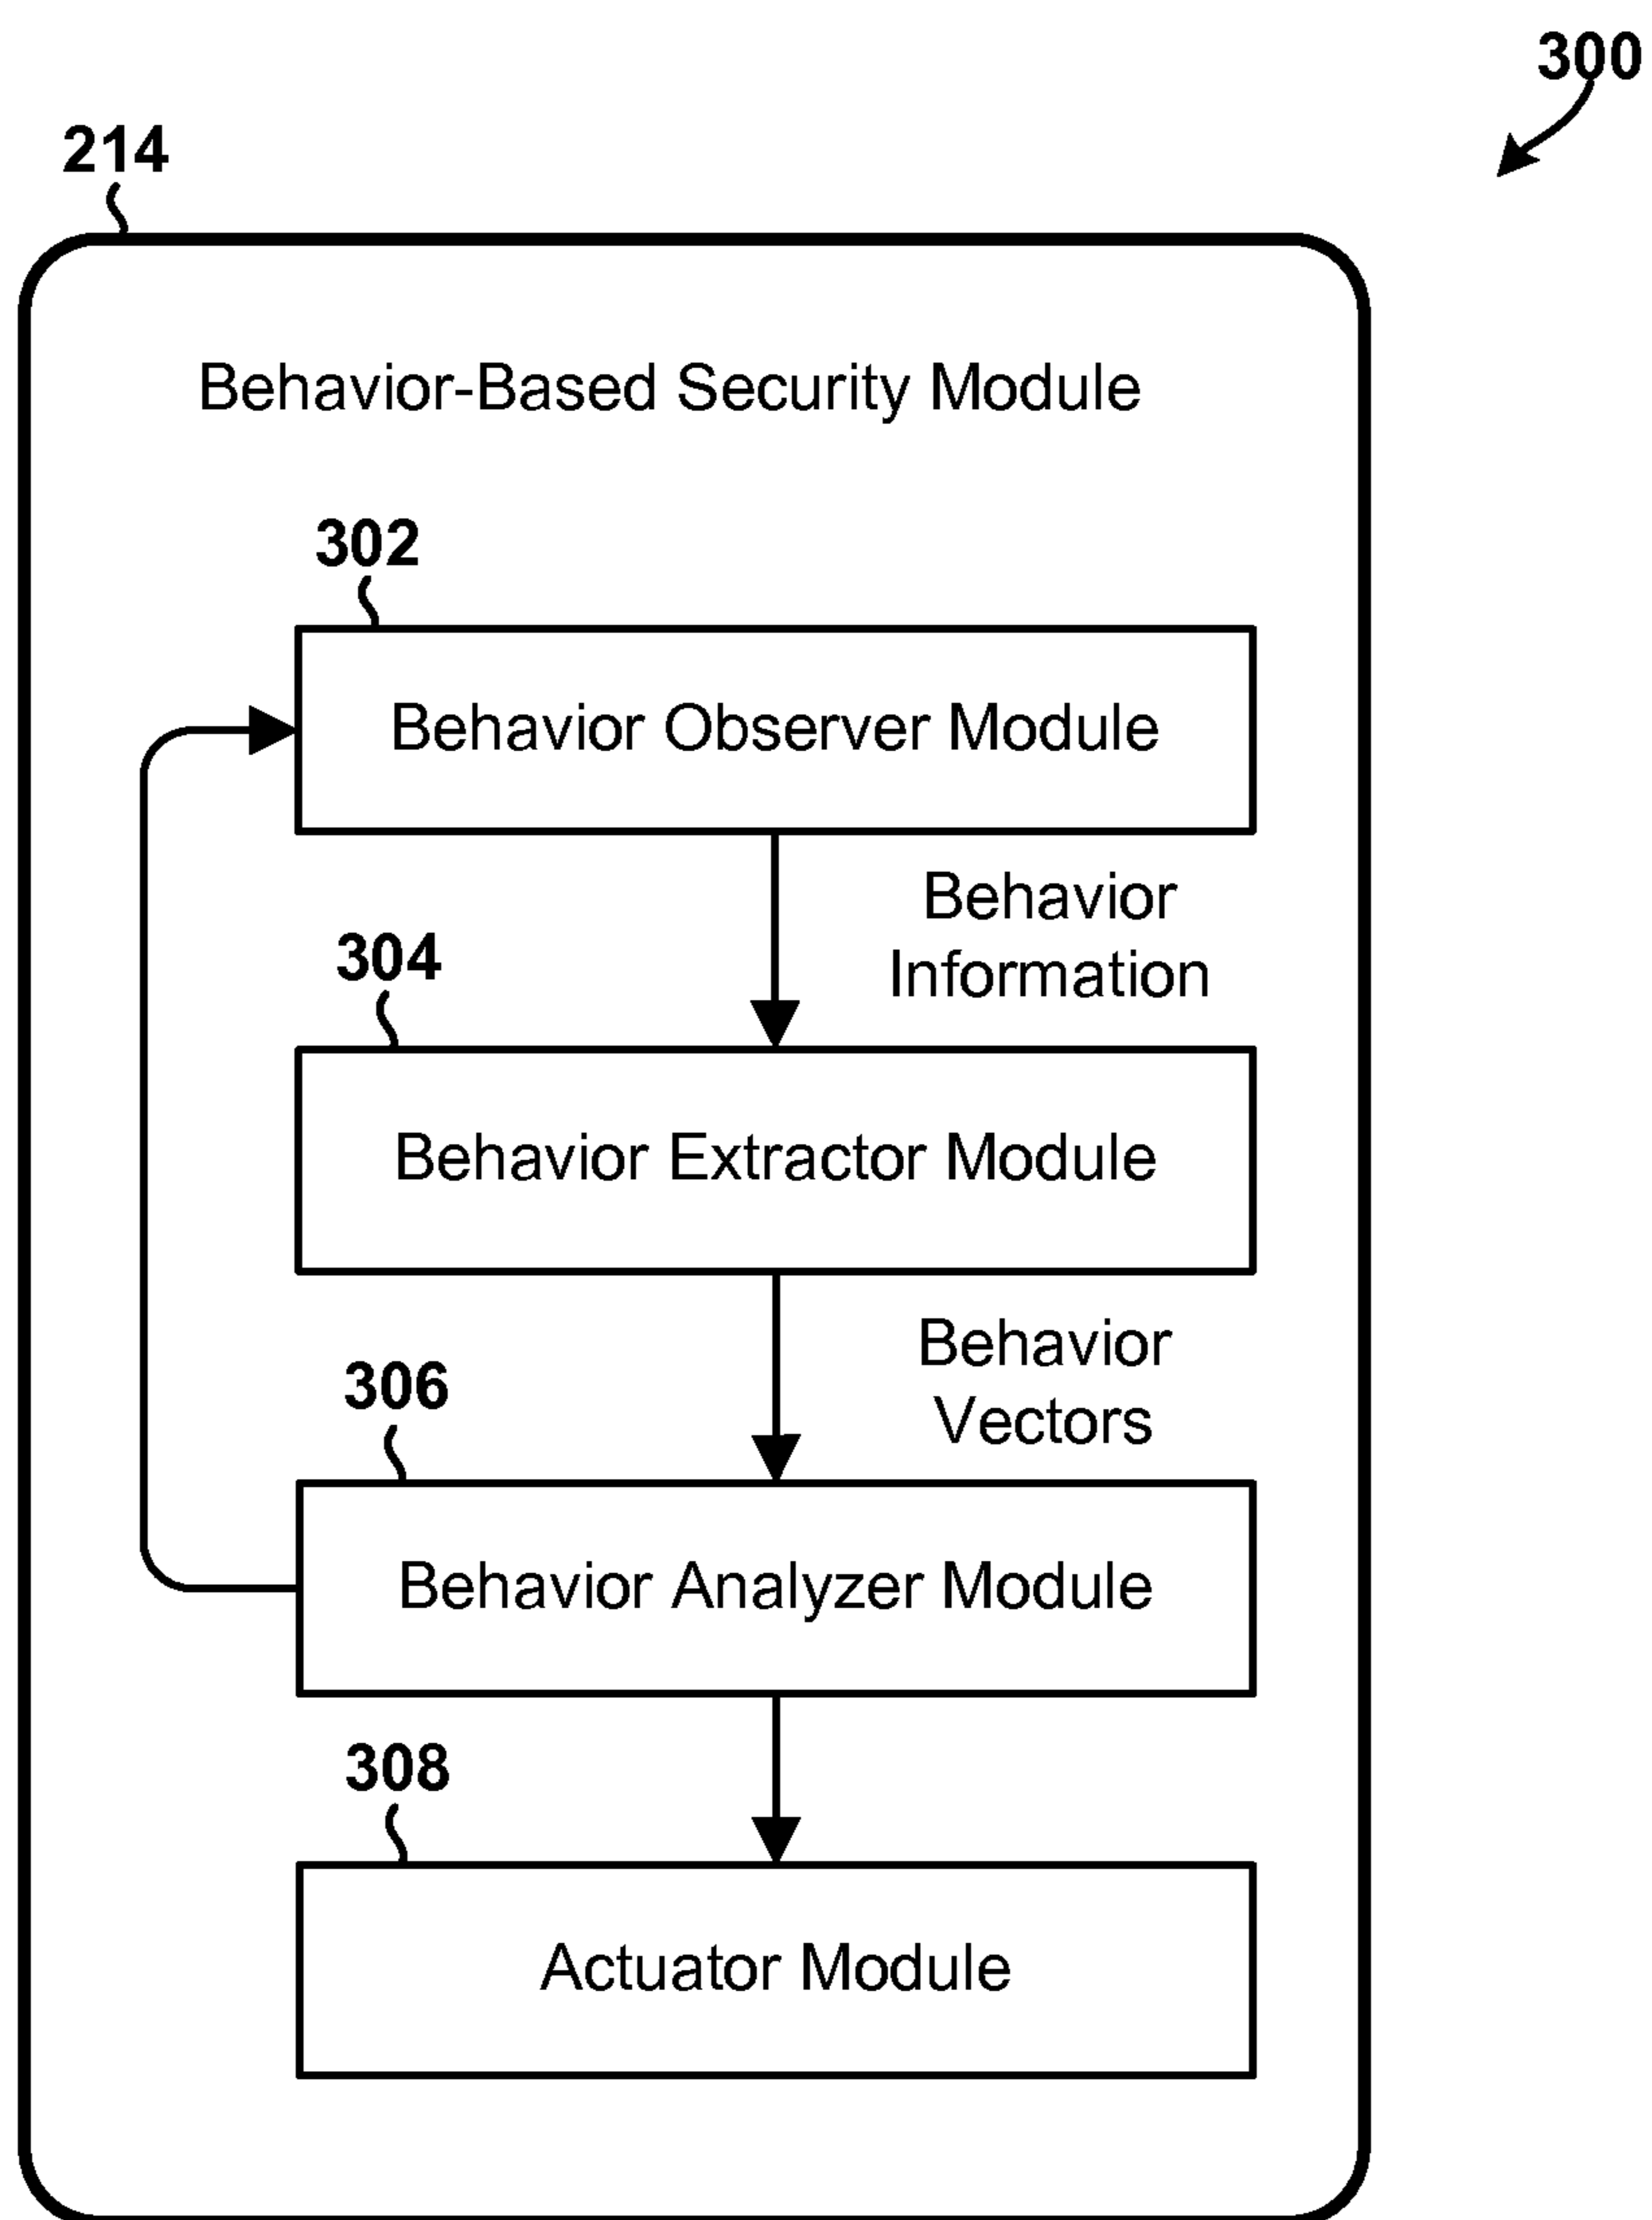 300
214
Behavior-Based Security Module
302
Behavior Observer Module
Behavior
Information
304
Behavior Extractor Module
Behavior
Vectors
306
Behavior Analyzer Module
308
Actuator Module